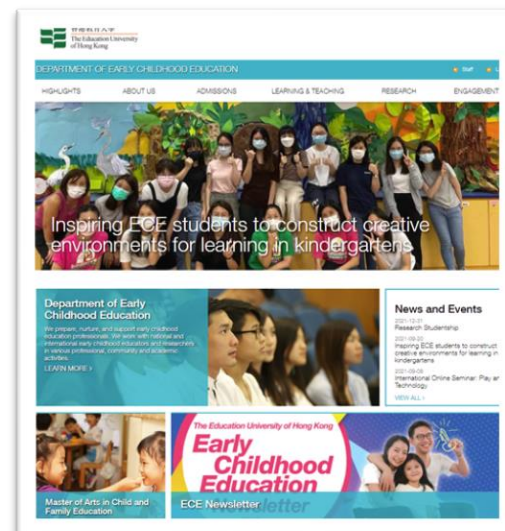 香港教育大學
The Education University
of Hong Kong
DEPARTMENT OF EARLY CHILDHOOD EDUCATION
Staff
HIGHLIGHTS
ABOUT US
ADMISSIONS
LEARNING & TEACHING
RESEARCH
ENGAGEMENT
Inspiring ECE students to construct creative
environments for learning in kindergartens
Department of Early
Childhood Education
We prepare, nurture, and support early childhood
education professionals. We work with national and
international early childhood educators and researchers
in various professional, community and academic
activities.
LEARN MORE >
News and Events
2021-12-31
Research Studentship
2021-09-20
Inspiring ECE students to construct
creative environments for learning in
kindergartens
2021-09-09
International Online Seminar: Play an
Technology
VIEW ALL >
Master of Arts in Child and
Family Education
The Education University of Hong Kong
Early
Childhood
Education
Newsletter
ECE Newsletter